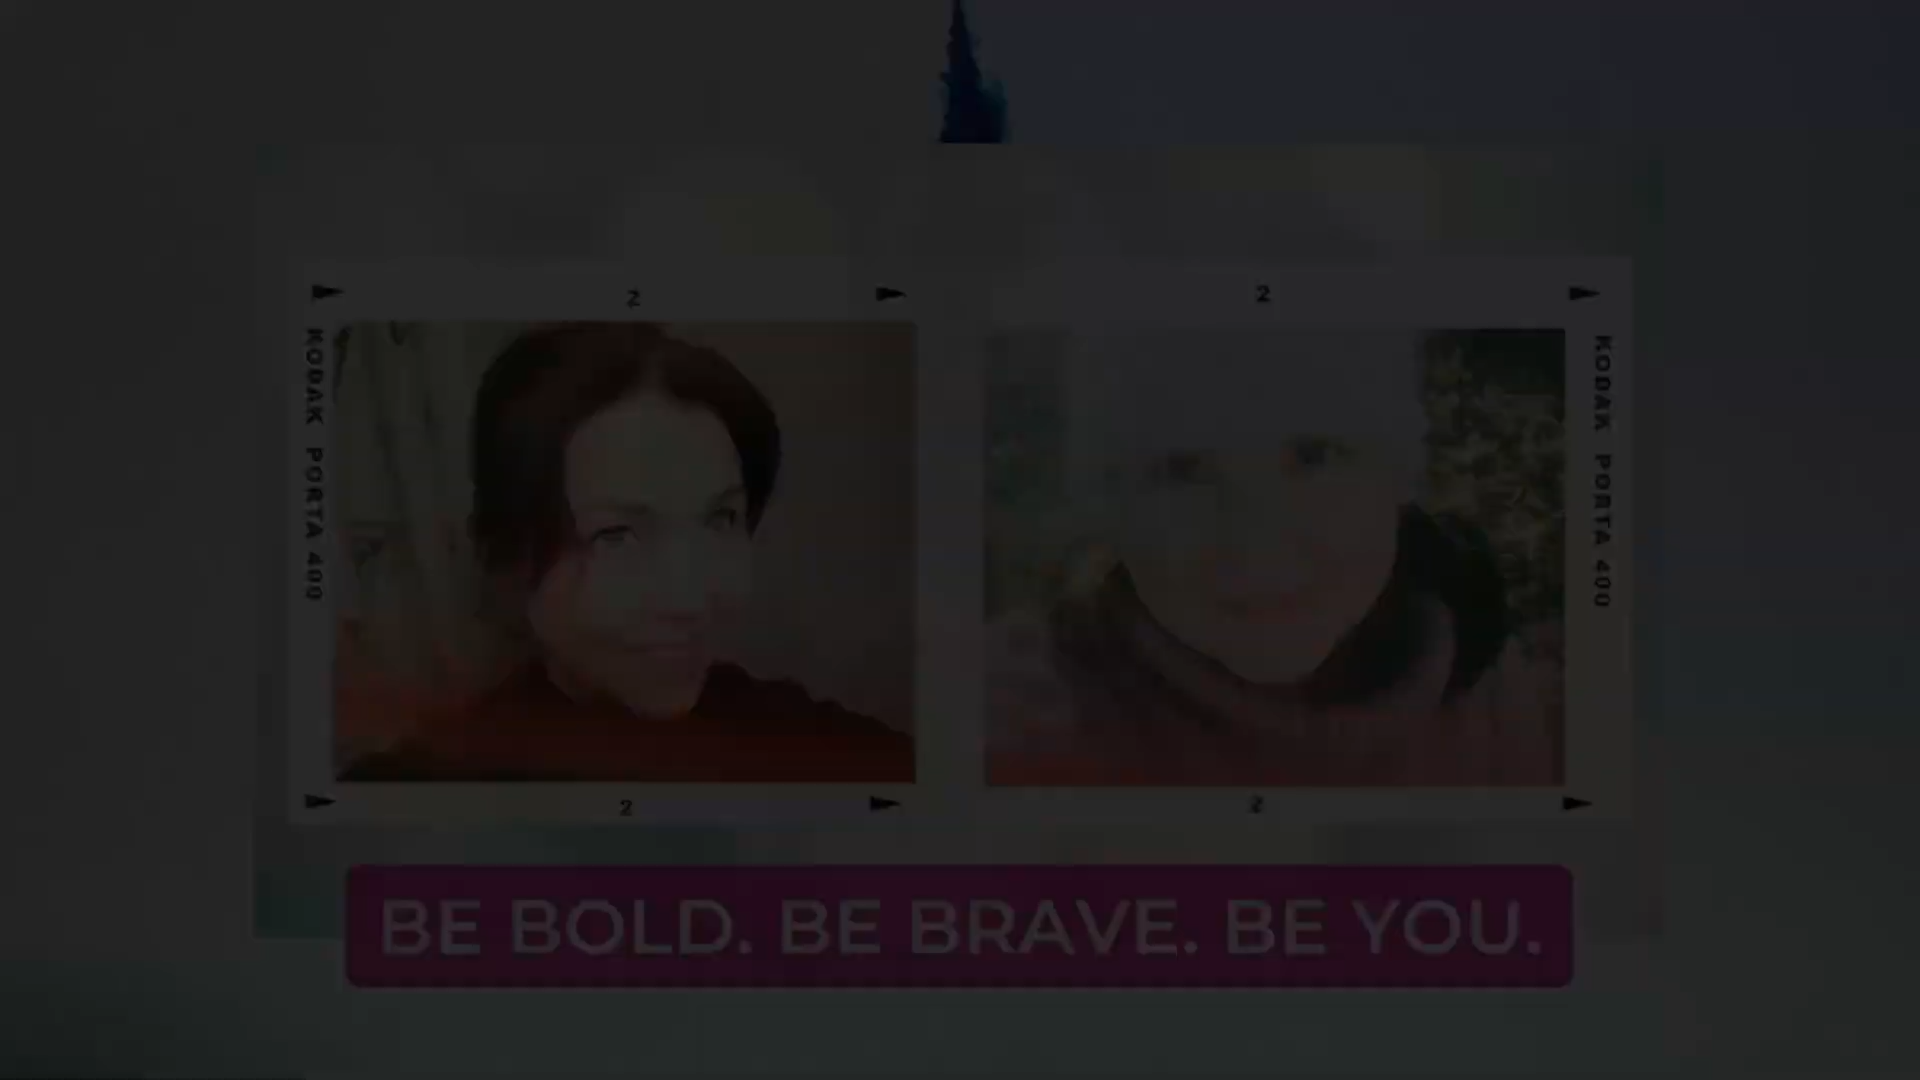 2 2
KODAK PORTA 400
KODAK PORTA 400
2 2
BE BOLD. BE BRAVE. BE YOU.